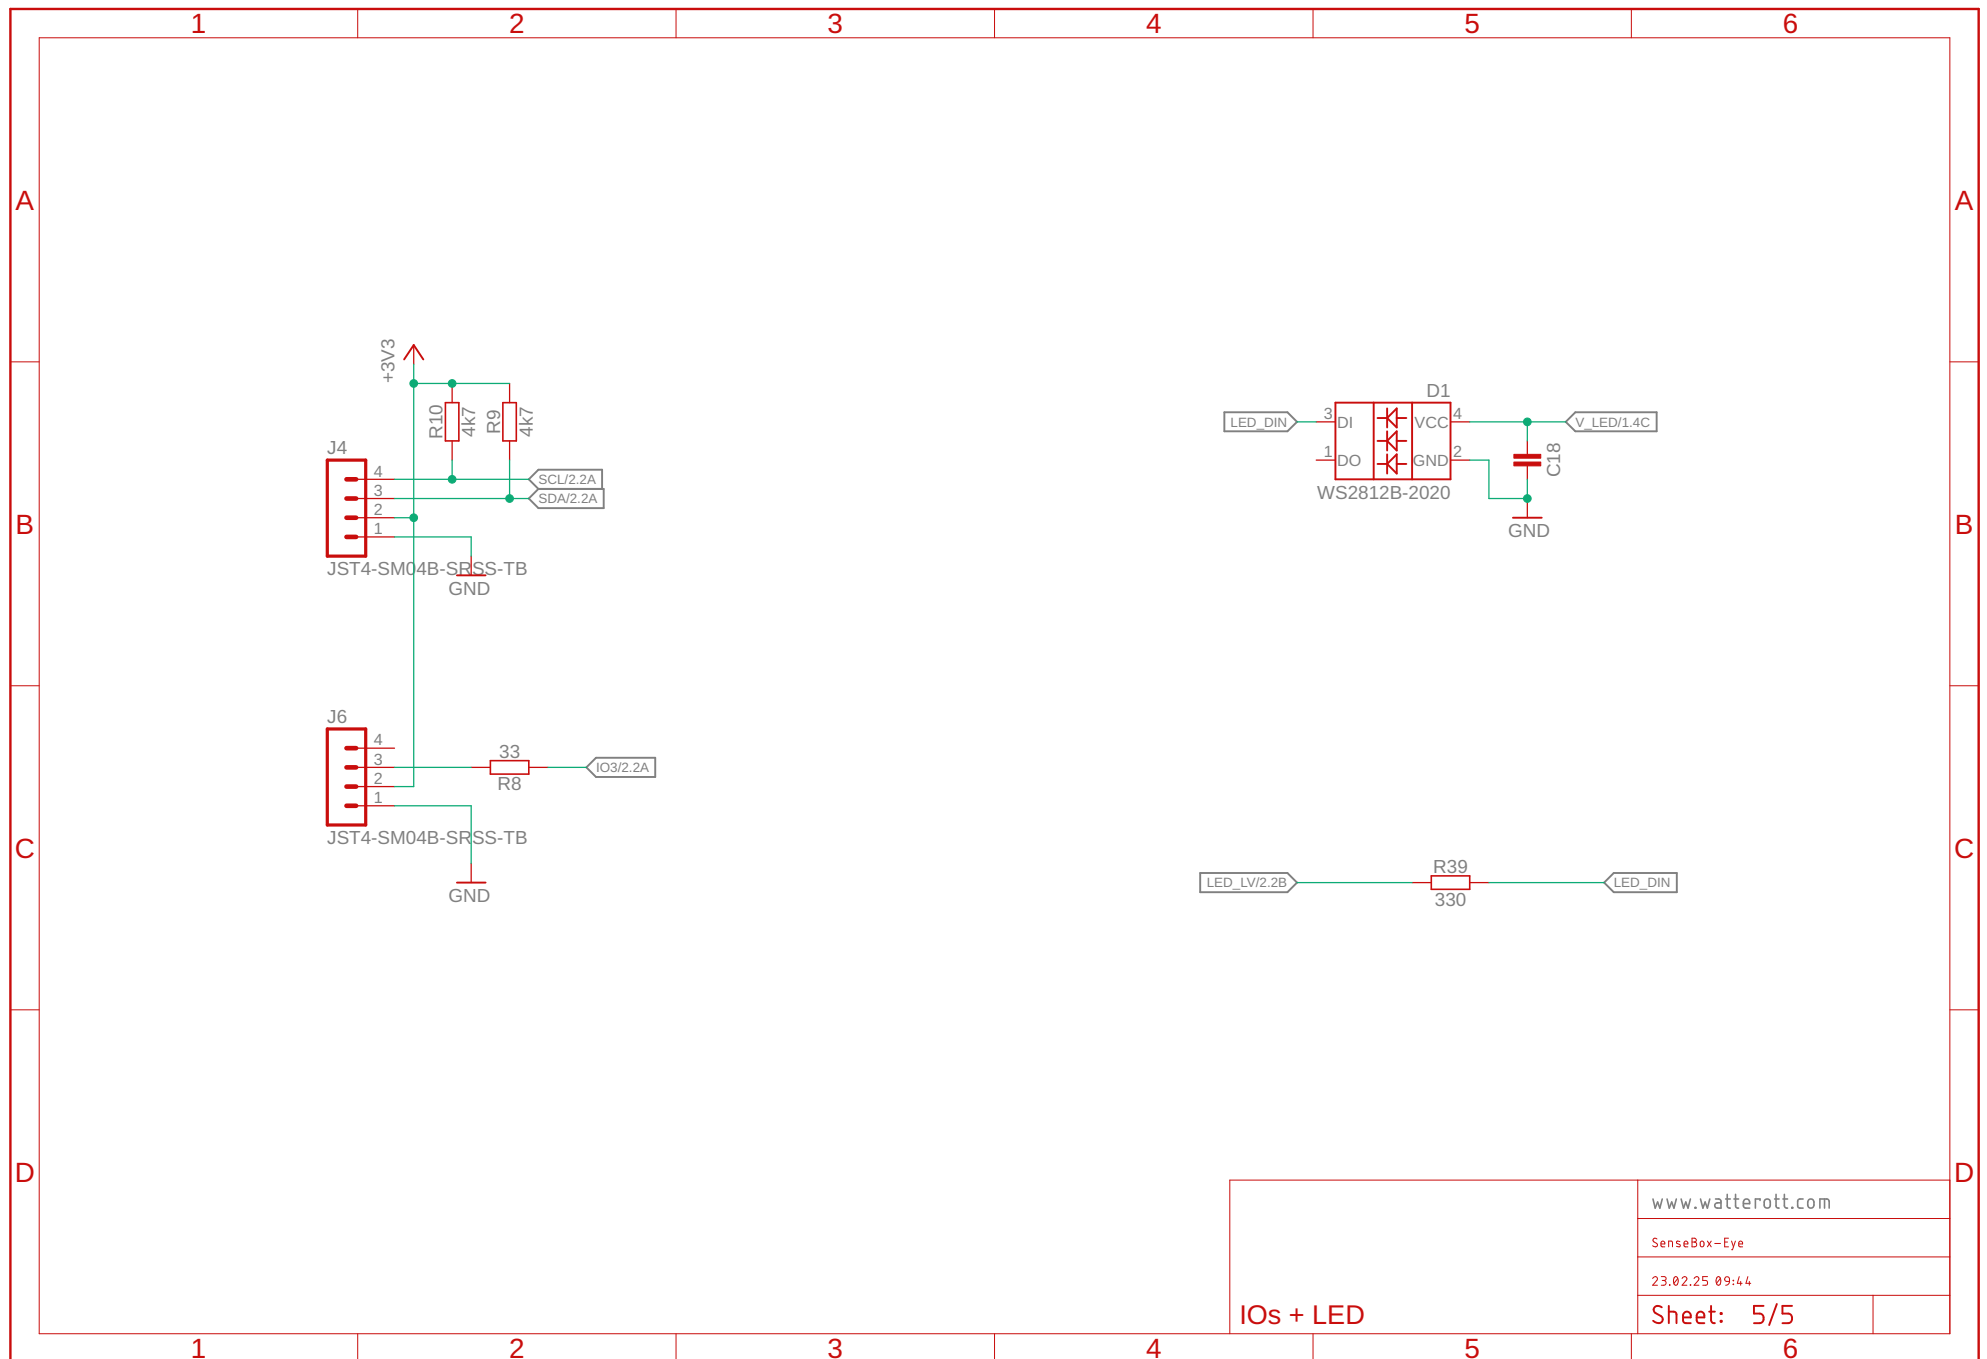 1 2 3 4 5 6
A A
+3V3
R10 4k7 R9 4k7
J4
4
3
2
1
SCL/2.2A
SDA/2.2A
JST4-SM04B-SRSS-TB
GND
D1
LED_DIN
3 DI VCC 4
1 DO GND 2
V_LED/1.4C
C18
WS2812B-2020
GND
B B
J6
4
3
2
1
33
R8
IO3/2.2A
JST4-SM04B-SRSS-TB
GND
C C
LED_LV/2.2B
R39
330
LED_DIN
D D
www.watterott.com
SenseBox-Eye
23.02.25 09:44
IOs + LED
Sheet: 5/5
1 2 3 4 5 6